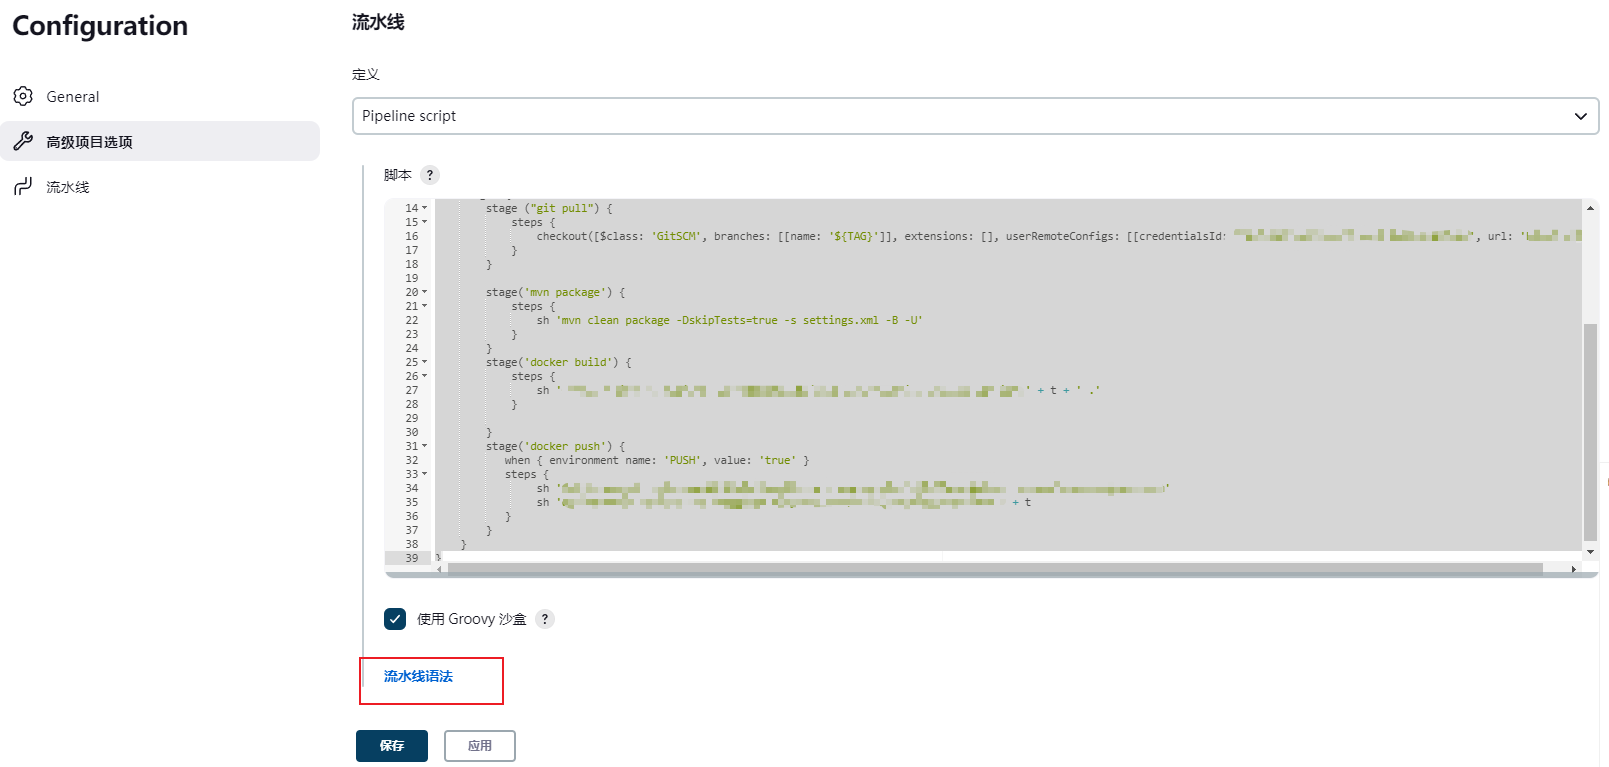 Configuration
General
高级项目选项
流水线
流水线
定义
Pipeline script
脚本 ?
14 stage ("git pull") {
15 steps {
16 checkout([$class: 'GitSCM', branches: [[name: '${TAG}']], extensions: [], userRemoteConfigs: [[credentialsId: ", url: '
17 }
18 }
19
20 stage('mvn package') {
21 steps {
22 sh 'mvn clean package -DskipTests=true -s settings.xml -B -U'
23 }
24 }
25 stage('docker build') {
26 steps {
27 sh ' ' + t + ' .'
28 }
29
30 }
31 stage('docker push') {
32 when { environment name: 'PUSH', value: 'true' }
33 steps {
34 sh ' '
35 sh ' + t
36 }
37 }
38 }
39 }
使用 Groovy 沙盒 ?
流水线语法
保存
应用